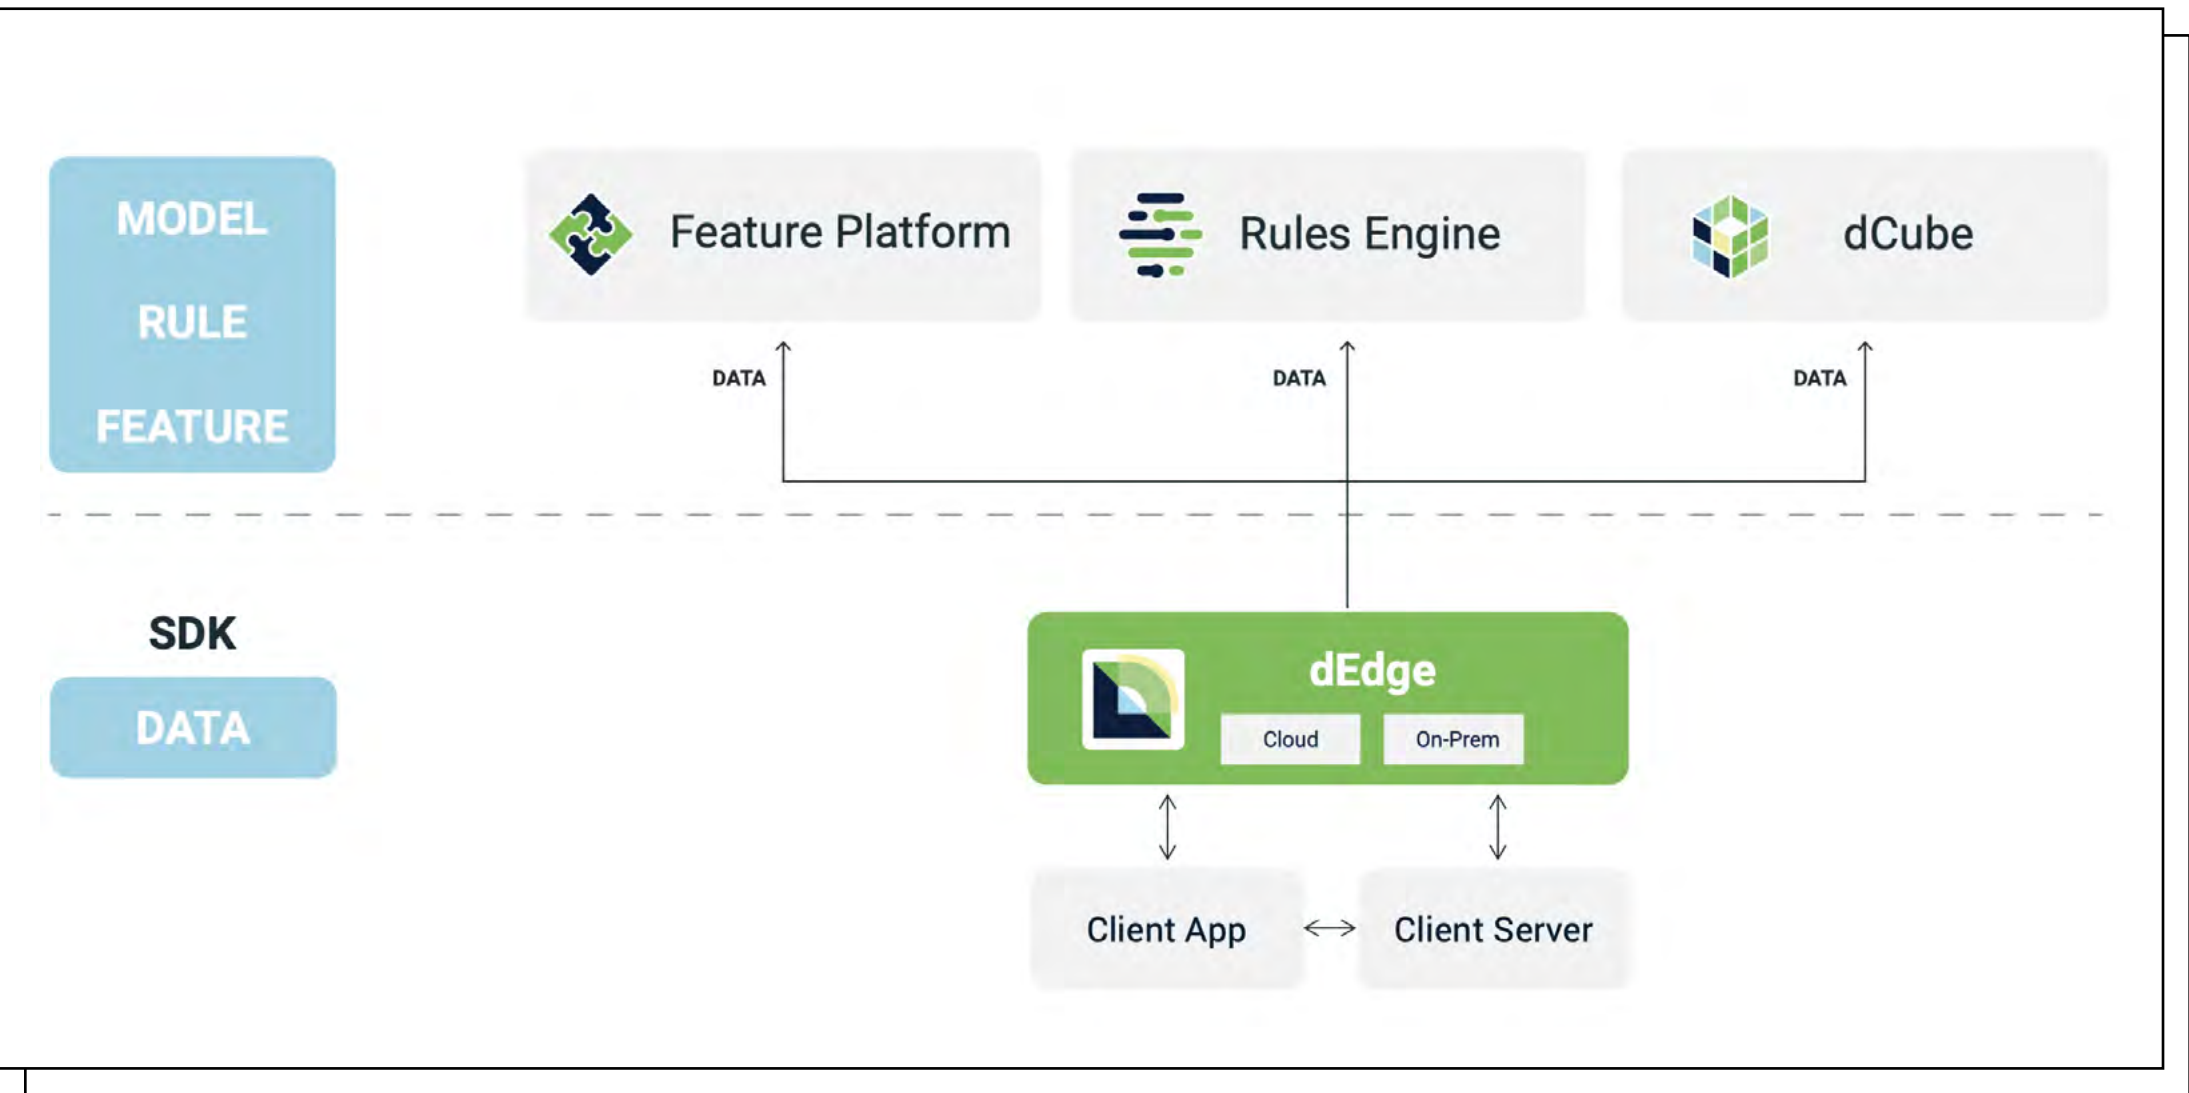 MODEL
RULE
FEATURE
Feature Platform
Rules Engine
dCube
DATA
DATA
DATA
SDK
DATA
dEdge
Cloud
On-Prem
Client App
Client Server